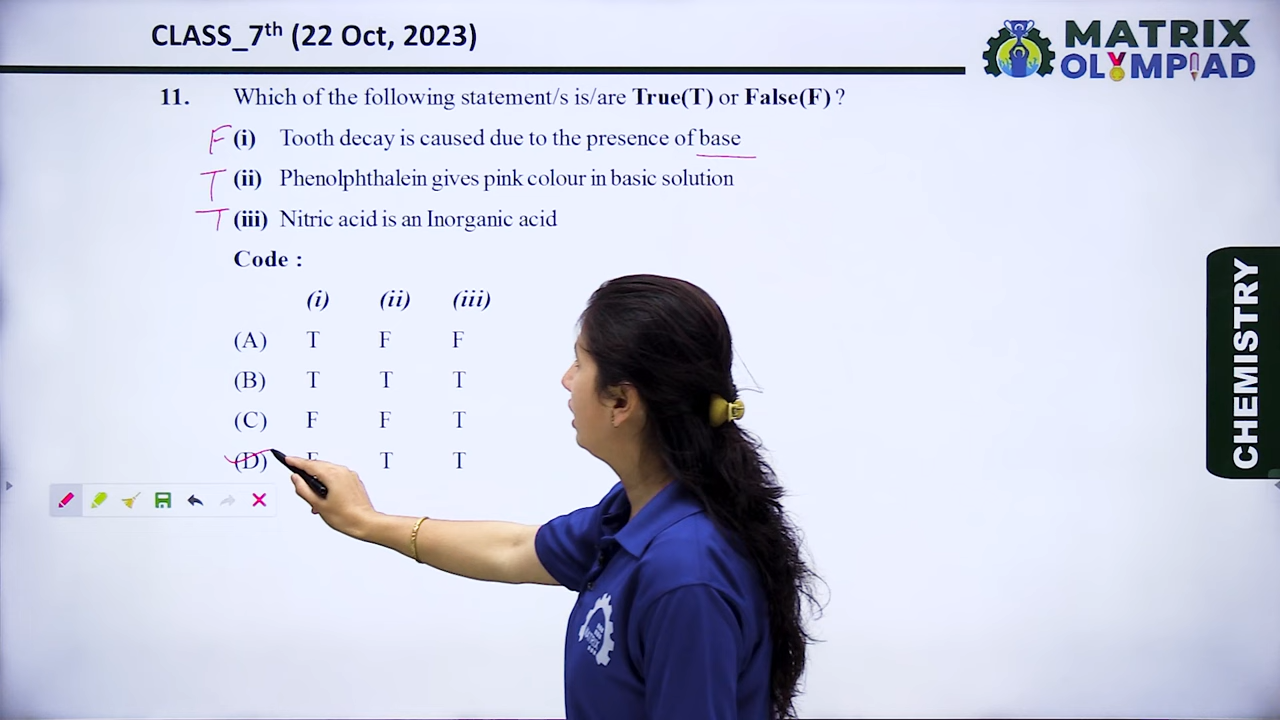 CLASS_7th (22 Oct, 2023)
MATRIX
OLYMPIAD
11. Which of the following statement/s is/are True(T) or False(F) ?
F (i) Tooth decay is caused due to the presence of base
T (ii) Phenolphthalein gives pink colour in basic solution
T (iii) Nitric acid is an Inorganic acid
Code :
(i) (ii) (iii)
(A) T F F
(B) T T T
(C) F F T
(D) F T T
CHEMISTRY
MATRIX